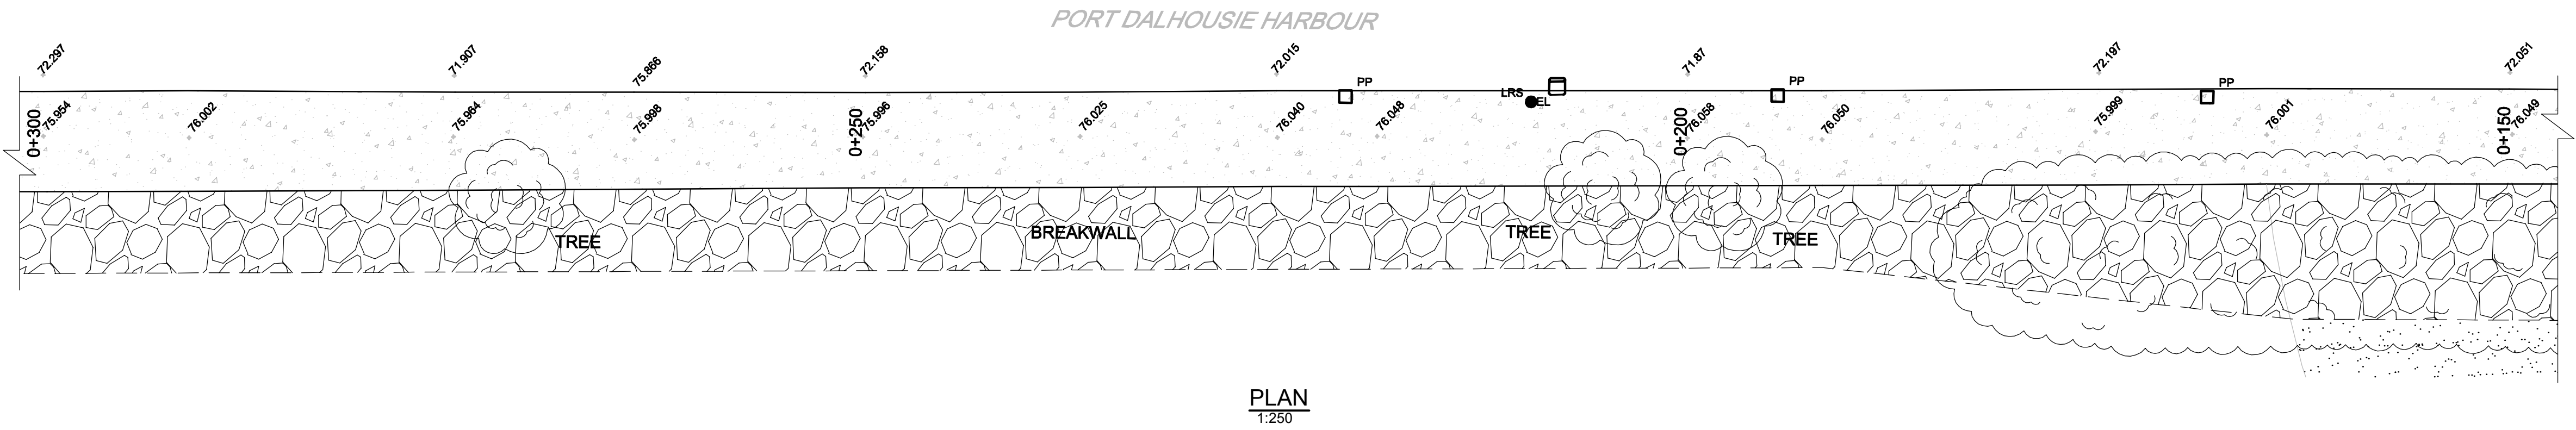 PORT DALHOUSIE HARBOUR
72.297
71.907
75.866
72.158
72.015
71.87
72.197
72.051
PP
LRS
EL
PP
PP
0+300
75.954
76.002
75.964
75.998
0+250
75.996
76.025
76.040
76.048
0+200
76.058
76.050
75.999
76.001
0+150
76.049
TREE
BREAKWALL
TREE
TREE
PLAN
1:250